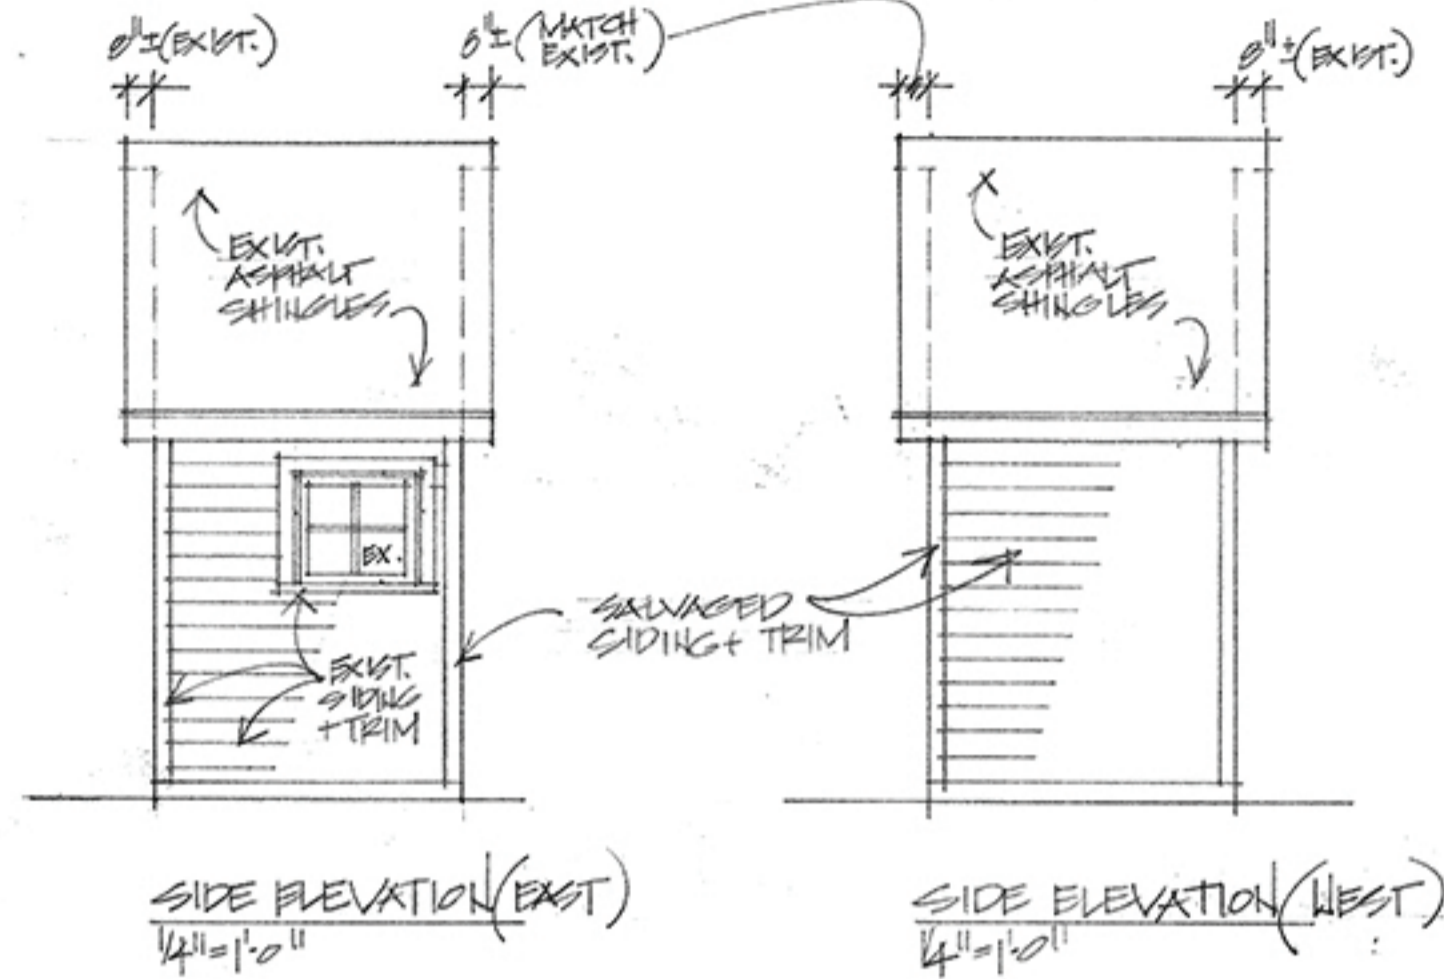 8"± (EXIST.)
8"± (MATCH
EXIST.)
8"± (EXIST.)
EXIST.
ASPHALT
SHINGLES
EXIST.
ASPHALT
SHINGLES
EX.
SALVAGED
SIDING + TRIM
EXIST.
SIDING
+ TRIM
SIDE ELEVATION (EAST)
1/4" = 1'-0"
SIDE ELEVATION (WEST)
1/4" = 1'-0"